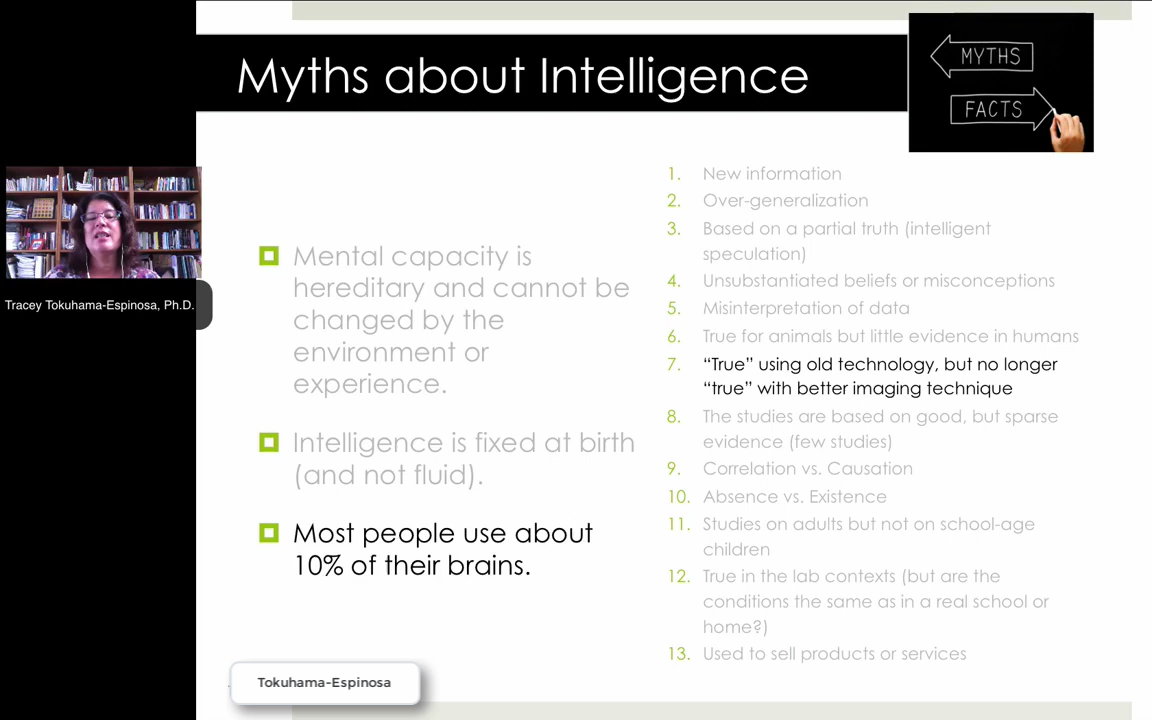 Myths about Intelligence
MYTHS
FACTS
Tracey Tokuhama-Espinosa, Ph.D.
Mental capacity is
hereditary and cannot be
changed by the
environment or
experience.
Intelligence is fixed at birth
(and not fluid).
Most people use about
10% of their brains.
1. New information
2. Over-generalization
3. Based on a partial truth (intelligent
speculation)
4. Unsubstantiated beliefs or misconceptions
5. Misinterpretation of data
6. True for animals but little evidence in humans
7. “True” using old technology, but no longer
“true” with better imaging technique
8. The studies are based on good, but sparse
evidence (few studies)
9. Correlation vs. Causation
10. Absence vs. Existence
11. Studies on adults but not on school-age
children
12. True in the lab contexts (but are the
conditions the same as in a real school or
home?)
13. Used to sell products or services
Tokuhama-Espinosa